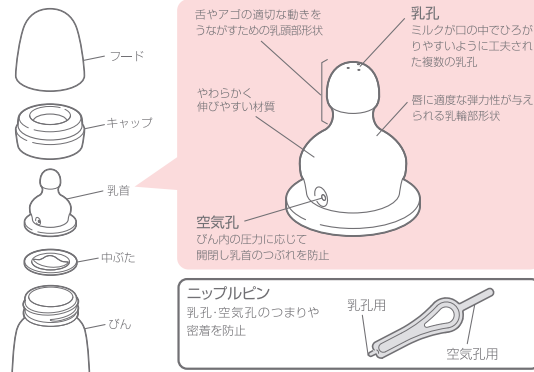 フード
キャップ
乳首
中ぶた
びん
舌やアゴの適切な動きを
うながすための乳頭部形状
やわらかく
伸びやすい材質
空気孔
びん内の圧力に応じて
開閉し乳首のつぶれを防止
乳孔
ミルクが口の中でひろが
りやすいように工夫され
た複数の乳孔
唇に適度な弾力性が与え
られる乳輪部形状
ニップルピン
乳孔・空気孔のつまりや
密着を防止
乳孔用
空気孔用